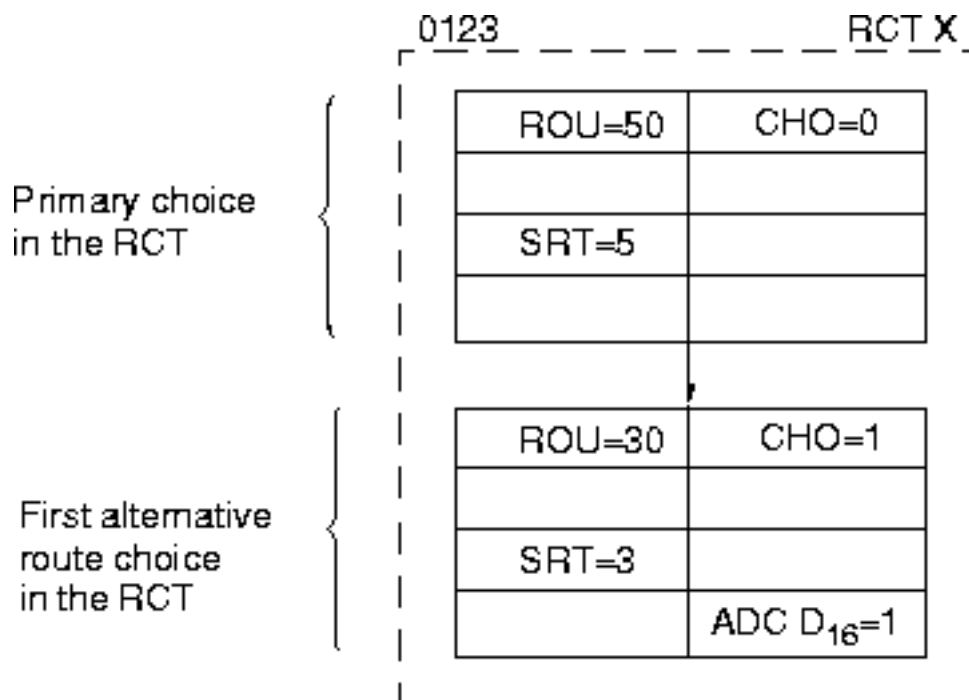 0123 RCT X
ROU=50 CHO=0
Primary choice
in the RCT
SRT=5
ROU=30 CHO=1
First alternative
route choice
in the RCT
SRT=3
ADC D₁₆=1